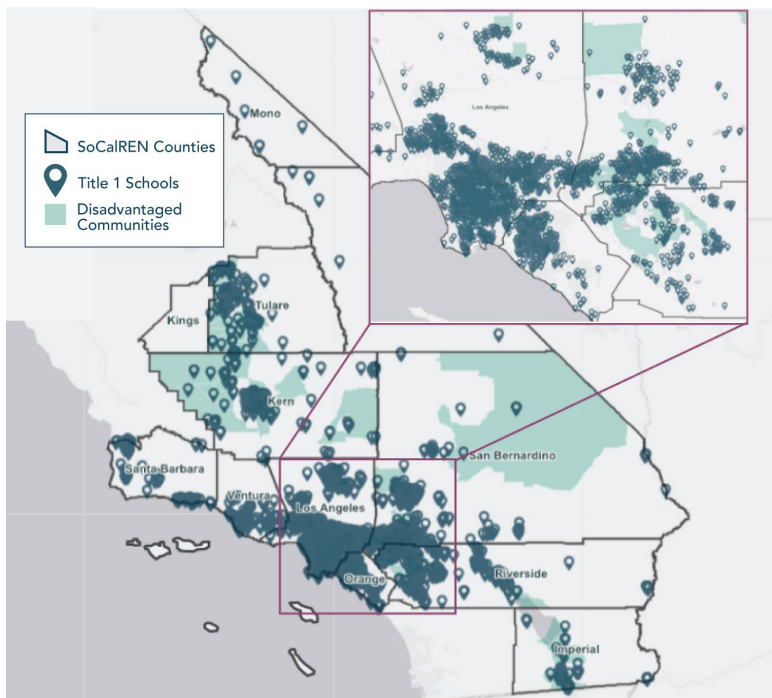 SoCalREN Counties
Title 1 Schools
Disadvantaged
Communities
Mono
Los Angeles
Kings
Tulare
Kern
Santa Barbara
Ventura
Los Angeles
San Bernardino
Orange
Riverside
Imperial